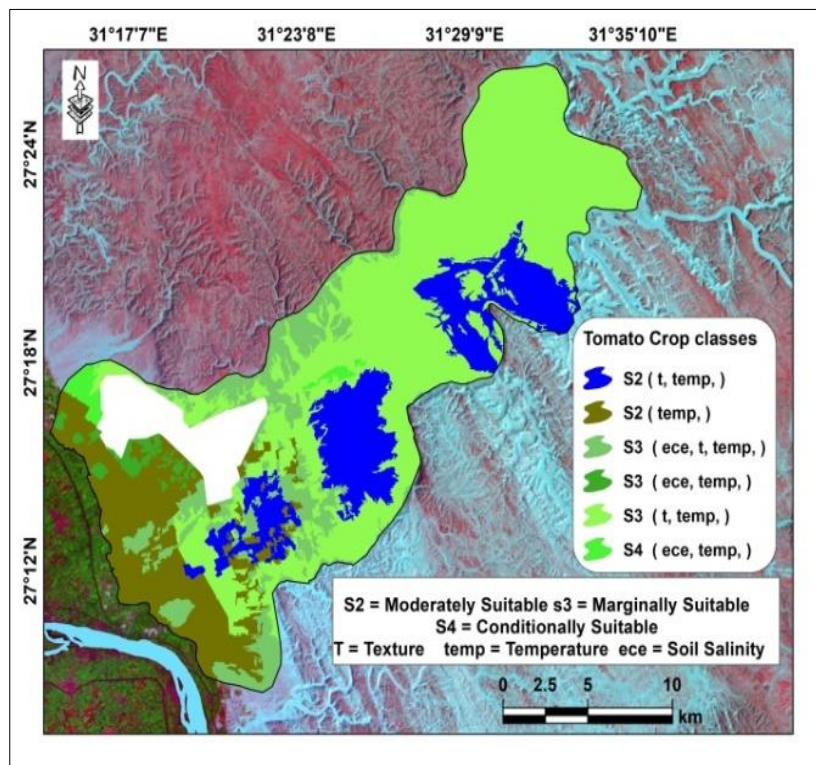 31°17'7"E 31°23'8"E 31°29'9"E 31°35'10"E
N
27°24'N
27°18'N
27°12'N
Tomato Crop classes
S2 ( t, temp, )
S2 ( temp, )
S3 ( ece, t, temp, )
S3 ( ece, temp, )
S3 ( t, temp, )
S4 ( ece, temp, )
S2 = Moderately Suitable s3 = Marginally Suitable
S4 = Conditionally Suitable
T = Texture temp = Temperature ece = Soil Salinity
0 2.5 5 10
km